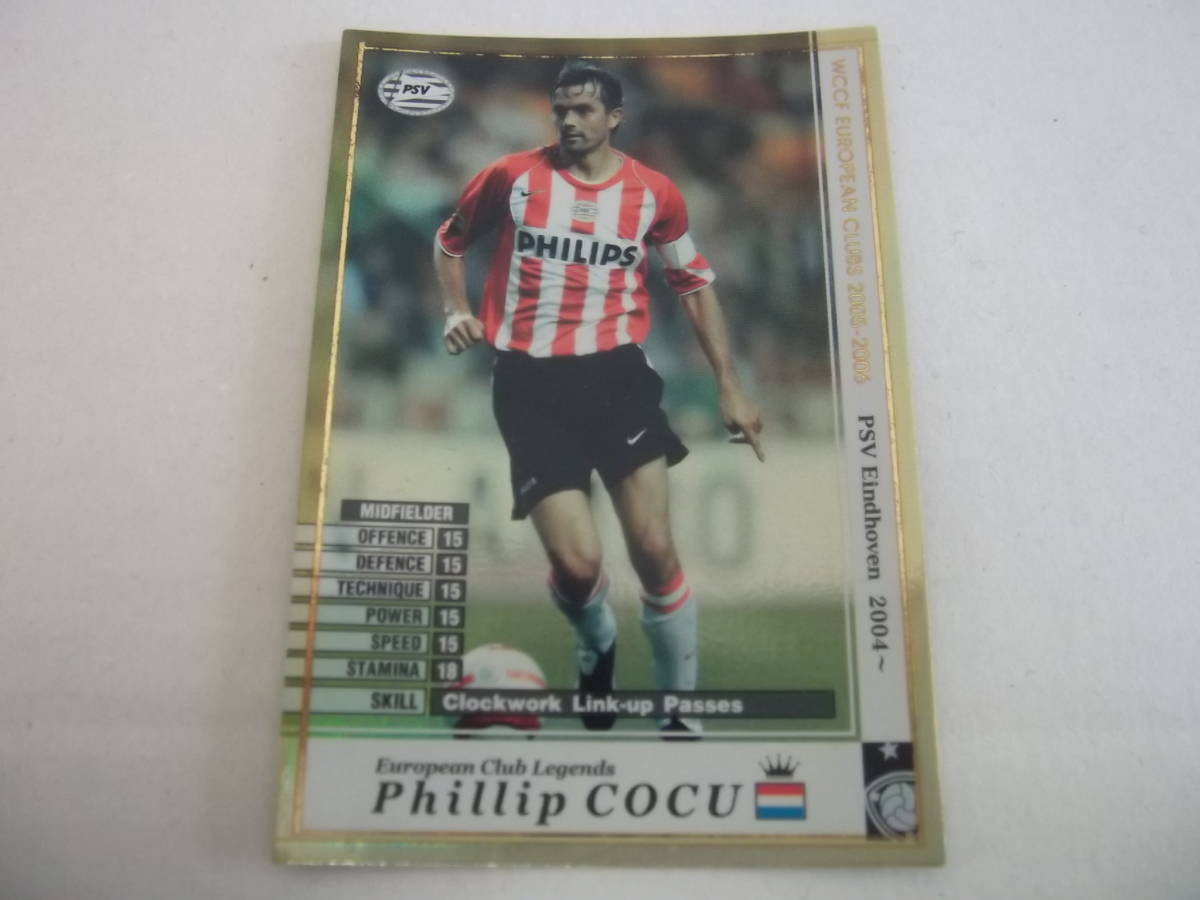 PSV
WCCF EUROPEAN CLUBS 2005-2006 PSV Eindhoven 2004~
PHILIPS
MIDFIELDER
OFFENCE 15
DEFENCE 15
TECHNIQUE 15
POWER 15
SPEED 15
STAMINA 18
SKILL Clockwork Link-up Passes
European Club Legends
Phillip COCU